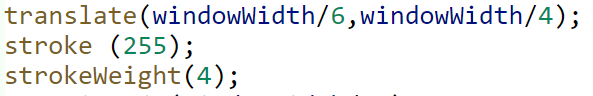 translate(windowWidth/6,windowWidth/4);
stroke (255);
strokeWeight(4);